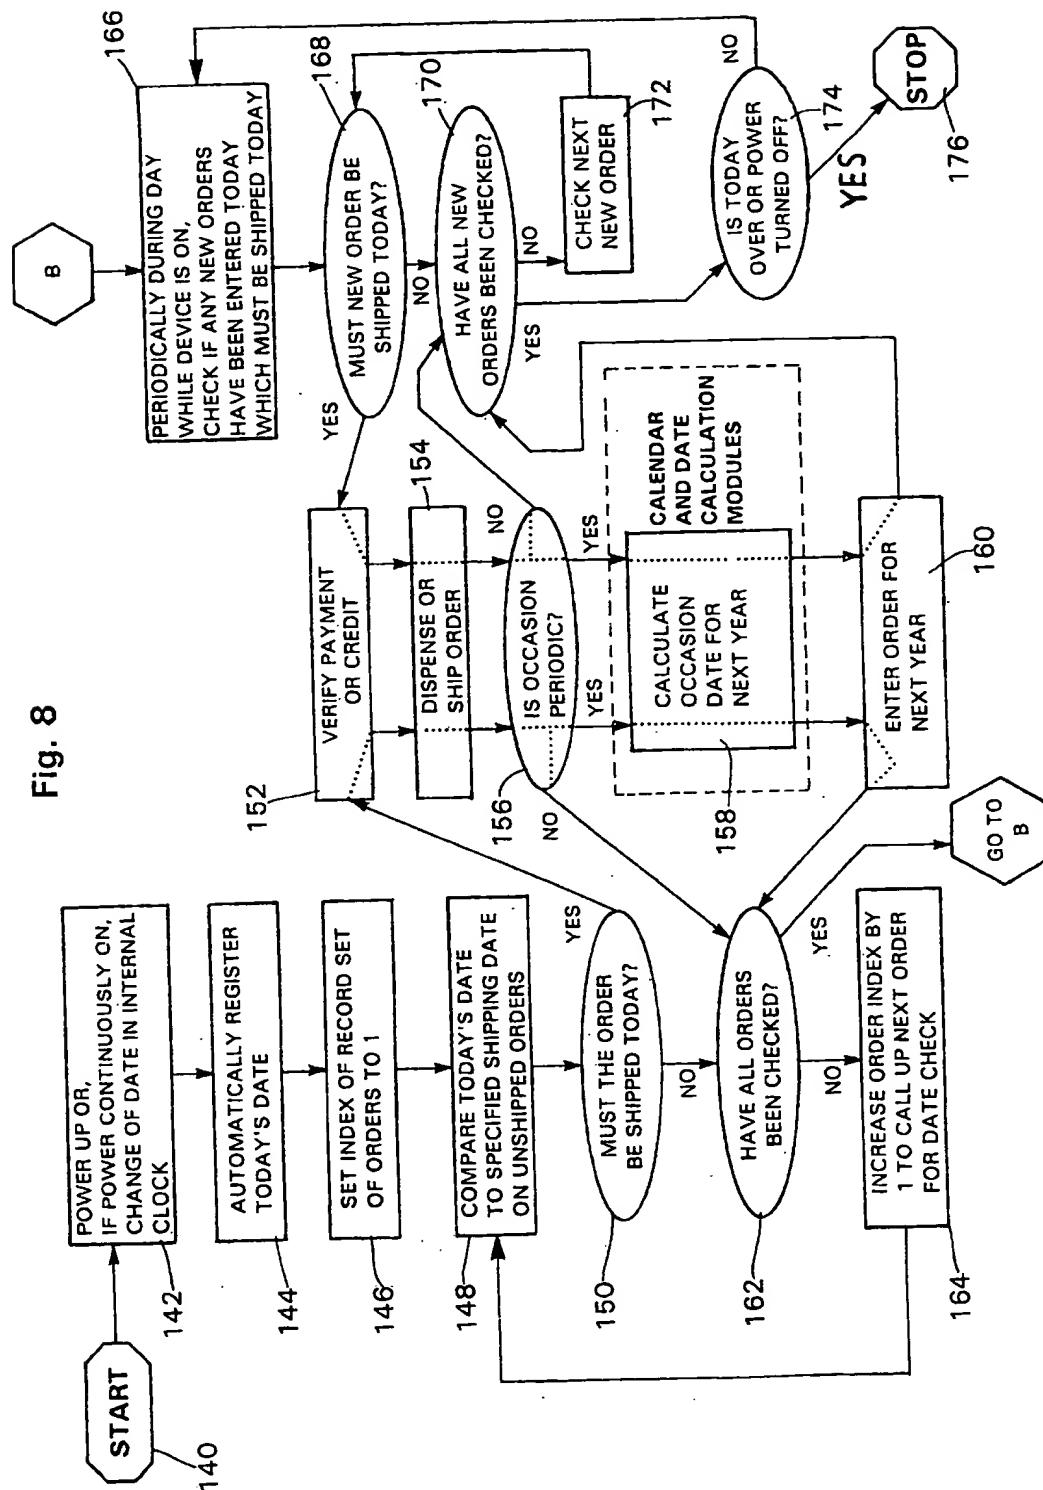 Fig. 8
START
140
POWER UP OR,
IF POWER CONTINUOUSLY ON,
CHANGE OF DATE IN INTERNAL
CLOCK
142
AUTOMATICALLY REGISTER
TODAY'S DATE
144
SET INDEX OF RECORD SET
OF ORDERS TO 1
146
COMPARE TODAY'S DATE
TO SPECIFIED SHIPPING DATE
ON UNSHIPPED ORDERS
148
MUST THE ORDER
BE SHIPPED TODAY?
150
YES
NO
HAVE ALL ORDERS
BEEN CHECKED?
162
YES
NO
INCREASE ORDER INDEX BY
1 TO CALL UP NEXT ORDER
FOR DATE CHECK
164
GO TO
B
VERIFY PAYMENT
OR CREDIT
152
DISPENSE OR
SHIP ORDER
154
IS OCCASION
PERIODIC?
156
NO
NO
YES
YES
CALCULATE
OCCASION
DATE FOR
NEXT YEAR
158
CALENDAR
AND DATE
CALCULATION
MODULES
ENTER ORDER FOR
NEXT YEAR
160
B
PERIODICALLY DURING DAY
WHILE DEVICE IS ON,
CHECK IF ANY NEW ORDERS
HAVE BEEN ENTERED TODAY
WHICH MUST BE SHIPPED TODAY
166
MUST NEW ORDER BE
SHIPPED TODAY?
168
YES
NO
HAVE ALL NEW
ORDERS BEEN CHECKED?
170
YES
NO
CHECK NEXT
NEW ORDER
172
IS TODAY
OVER OR POWER
TURNED OFF?
174
NO
YES
STOP
176